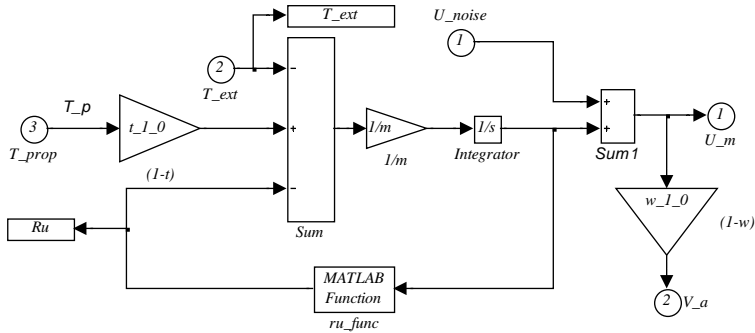 T_ext
U_noise
1
2
T_ext
T_p
3
T_prop
t_1_0
(1-t)
−
+
−
Sum
1/m
1/m
1/s
Integrator
+
+
Sum1
1
U_m
w_1_0
(1-w)
2
V_a
Ru
MATLAB
Function
ru_func